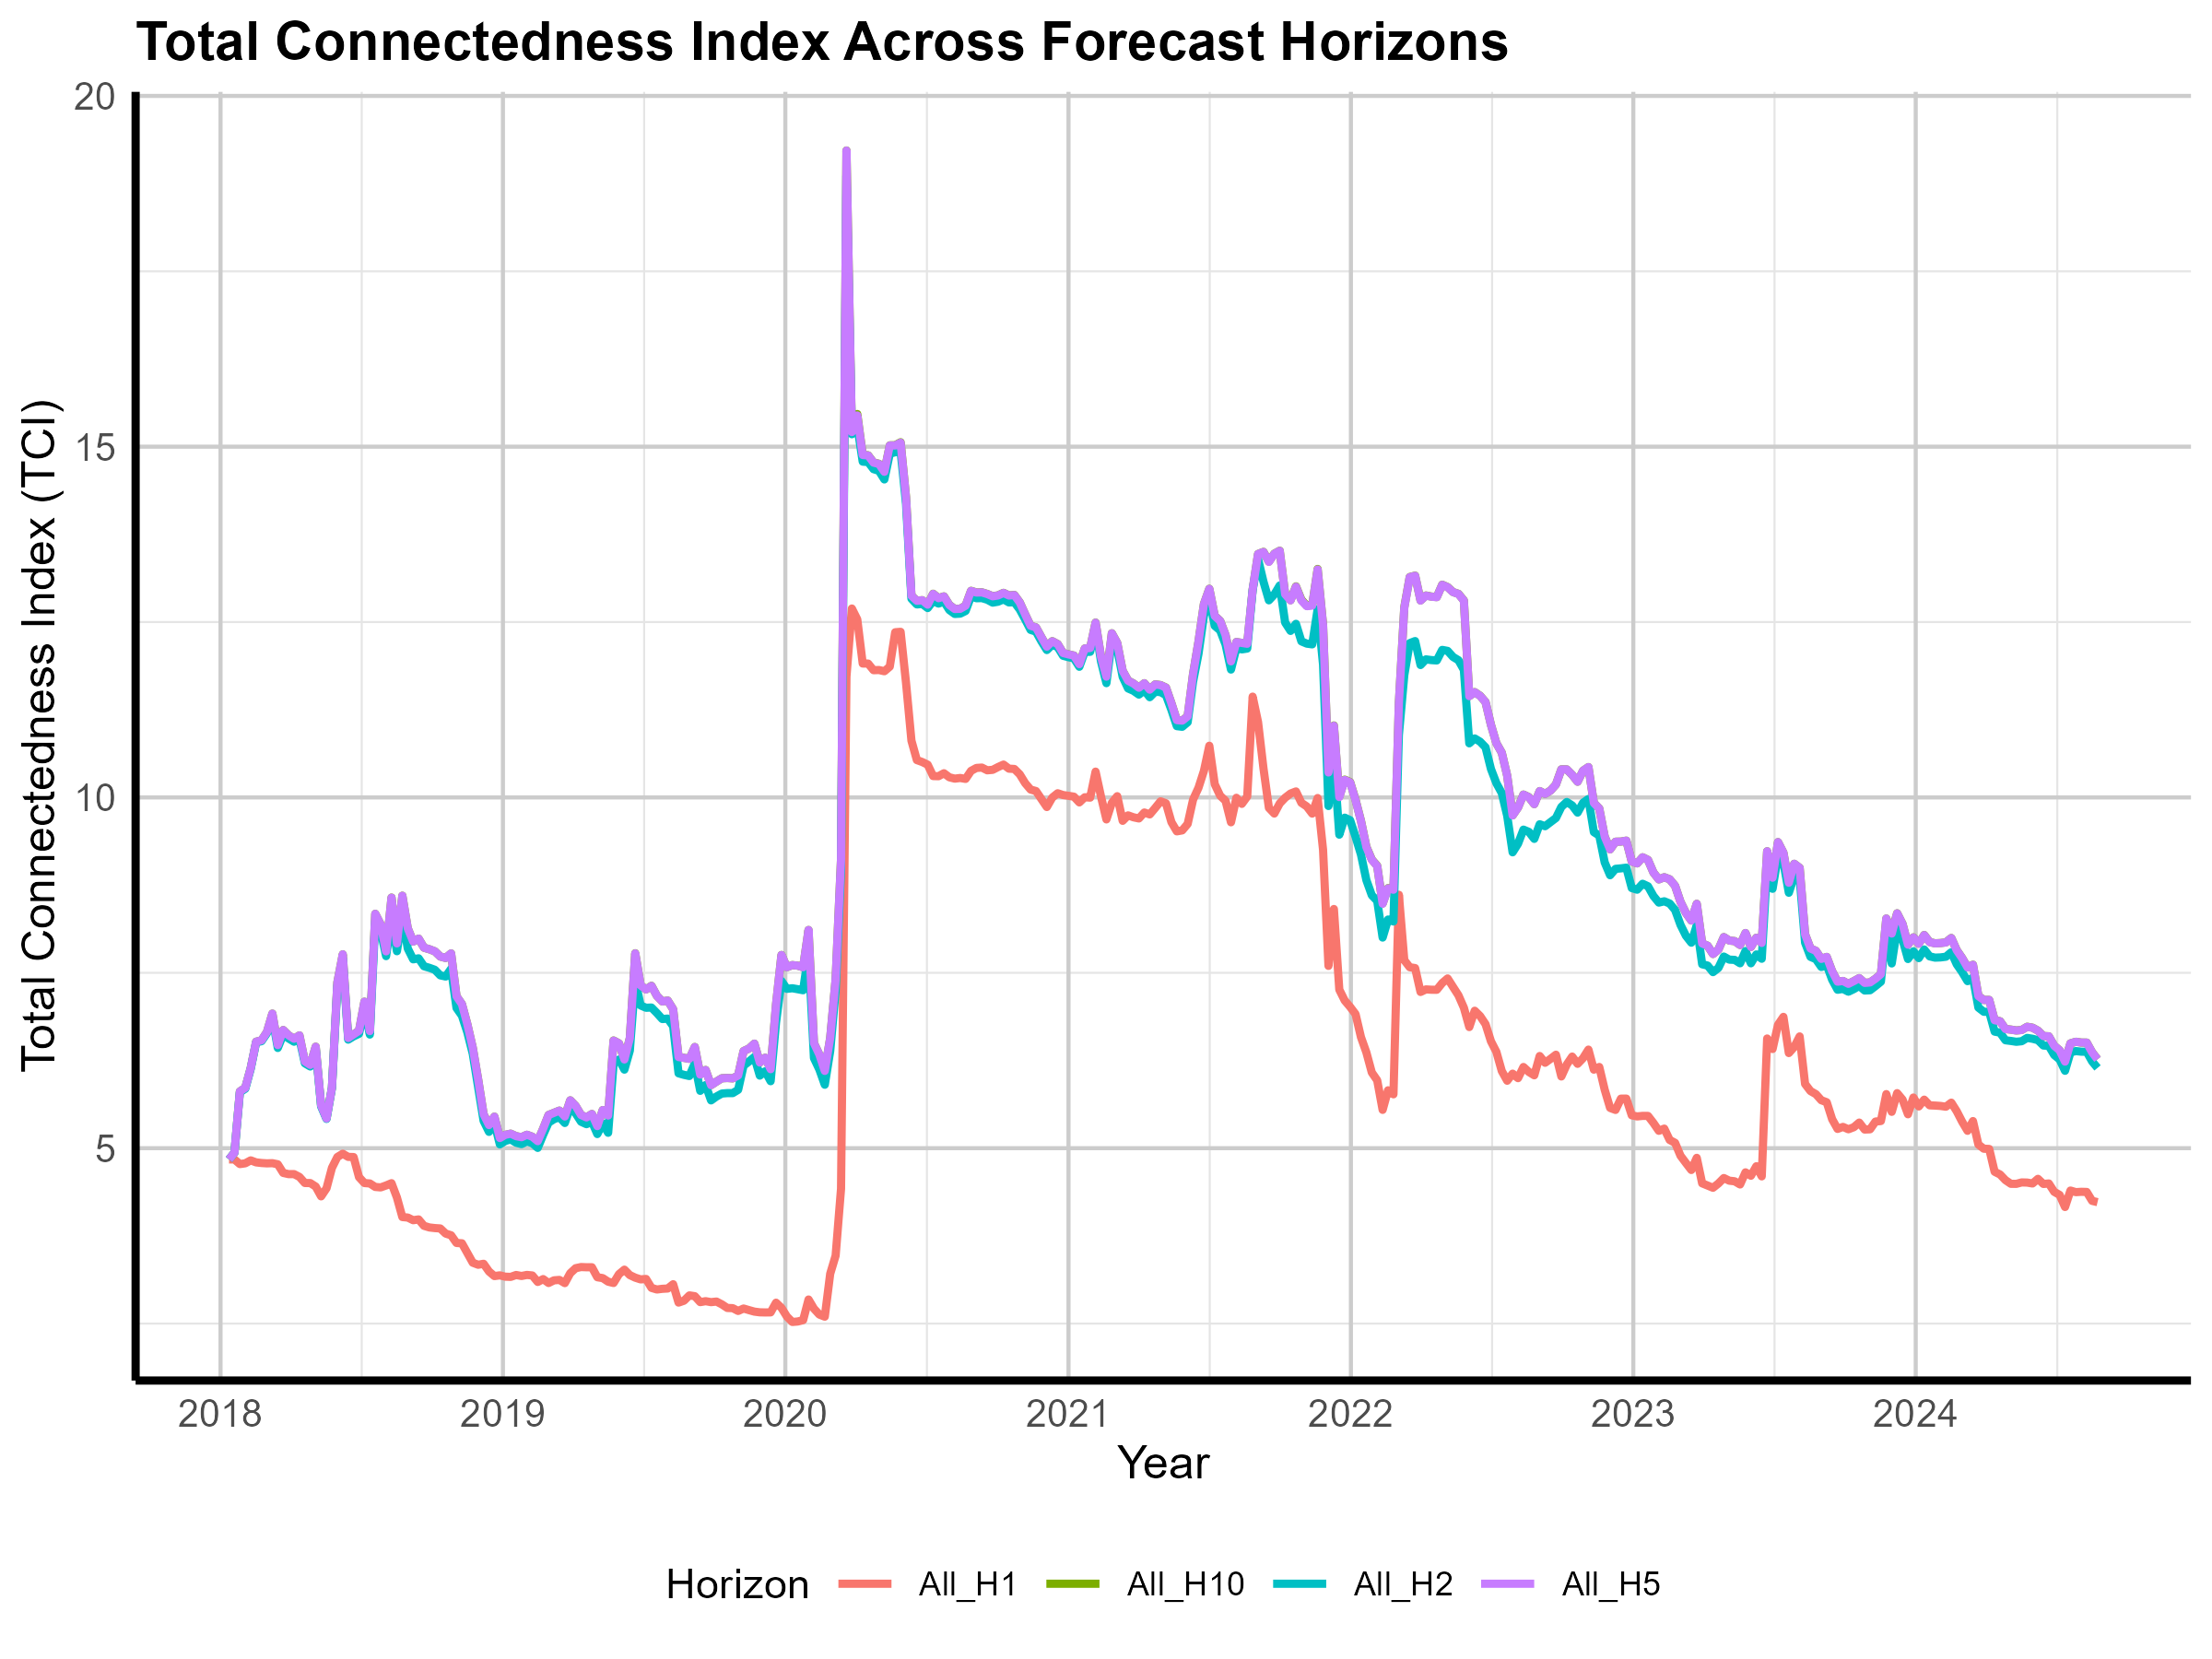 Total Connectedness Index Across Forecast Horizons
Total Connectedness Index (TCI)
20
15
10
5
2018 2019 2020 2021 2022 2023 2024
Year
Horizon All_H1 All_H10 All_H2 All_H5